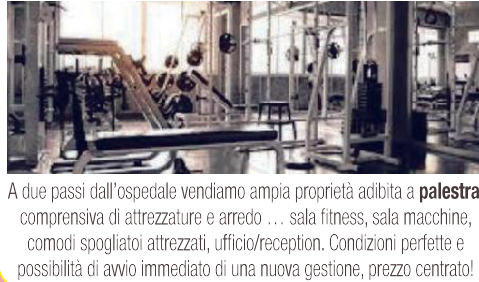 A due passi dall'ospedale vendiamo ampia proprietà adibita a palestra
comprensiva di attrezzature e arredo … sala fitness, sala macchine,
comodi spogliatoi attrezzati, ufficio/reception. Condizioni perfette e
possibilità di avvio immediato di una nuova gestione, prezzo centrato!